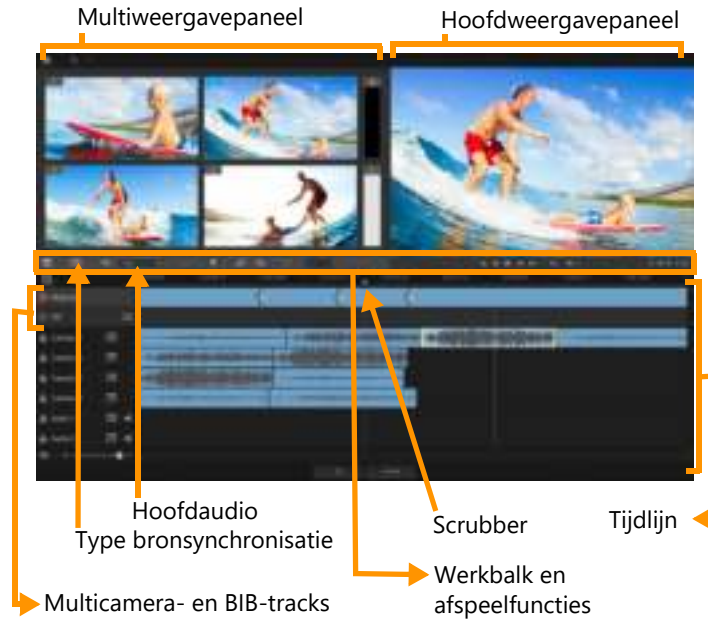 Multiweergavepaneel
Hoofdweergavepaneel
Hoofdaudio
Type bronsynchronisatie
Scrubber
Tijdlijn
Multicamera- en BIB-tracks
Werkbalk en
afspeelfuncties